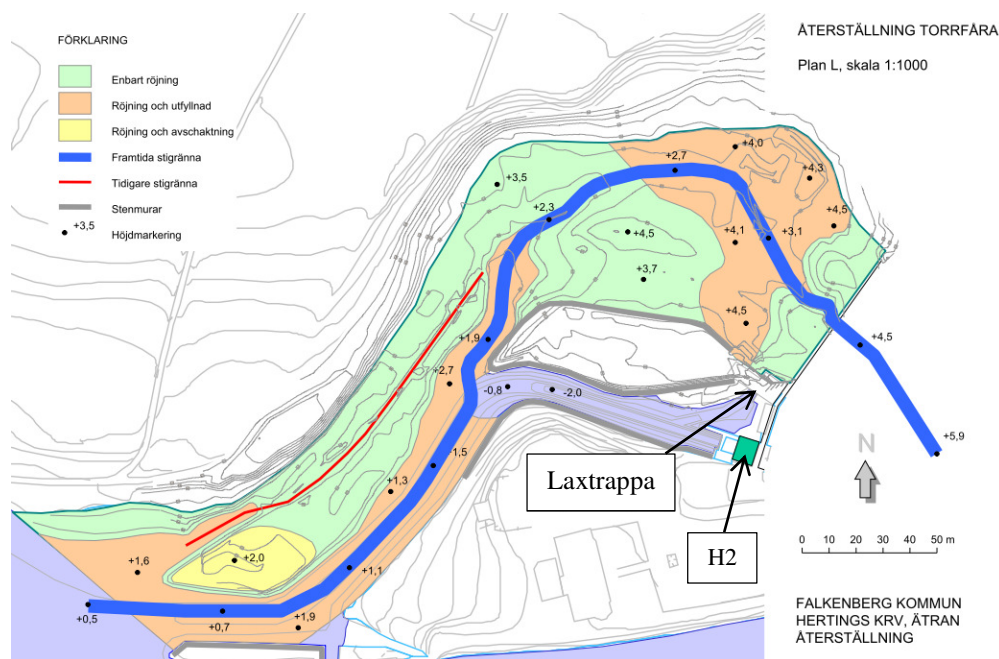 FÖRKLARING
Enbart röjning
Röjning och utfyllnad
Röjning och avschaktning
Framtida stigränna
Tidigare stigränna
Stenmurar
+3,5
Höjdmarkering
ÅTERSTÄLLNING TORRFÅRA
Plan L, skala 1:1000
+4,0
+2,7
+4,3
+3,5
+2,3
+4,5
+4,5
+4,1
+3,1
+3,7
+4,5
+1,9
+4,5
+2,7
-0,8
-2,0
N
+5,9
1,5
Laxtrappa
+1,3
H2
0 10 20 30 40 50 m
+1,6
+2,0
+1,1
+0,5
+0,7
+1,9
FALKENBERG KOMMUN
HERTINGS KRV, ÄTRAN
ÅTERSTÄLLNING